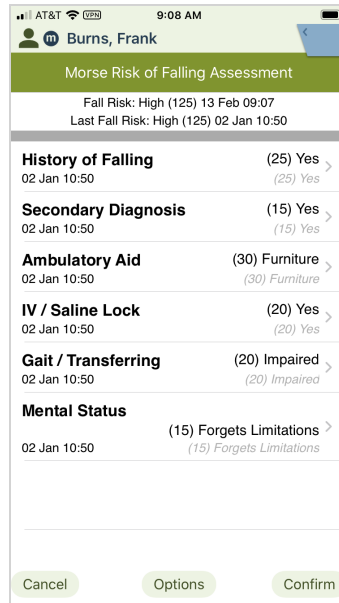 AT&T VPN 9:08 AM
m Burns, Frank
Morse Risk of Falling Assessment
Fall Risk: High (125) 13 Feb 09:07
Last Fall Risk: High (125) 02 Jan 10:50
History of Falling (25) Yes
02 Jan 10:50 (25) Yes
Secondary Diagnosis (15) Yes
02 Jan 10:50 (15) Yes
Ambulatory Aid (30) Furniture
02 Jan 10:50 (30) Furniture
IV / Saline Lock (20) Yes
02 Jan 10:50 (20) Yes
Gait / Transferring (20) Impaired
02 Jan 10:50 (20) Impaired
Mental Status
(15) Forgets Limitations
02 Jan 10:50 (15) Forgets Limitations
Cancel Options Confirm